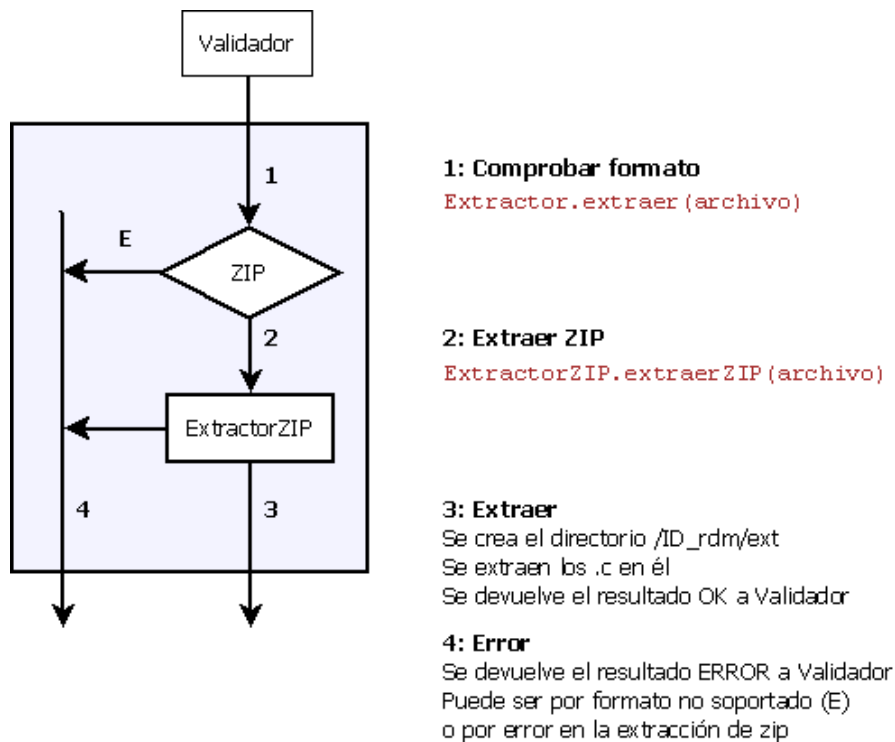 Validador
1
E
ZIP
2
ExtractorZIP
4
3
1: Comprobar formato
Extractor.extraer(archivo)
2: Extraer ZIP
ExtractorZIP.extraerZIP(archivo)
3: Extraer
Se crea el directorio /ID_rdm/ext
Se extraen los .c en él
Se devuelve el resultado OK a Validador
4: Error
Se devuelve el resultado ERROR a Validador
Puede ser por formato no soportado (E)
o por error en la extracción de zip